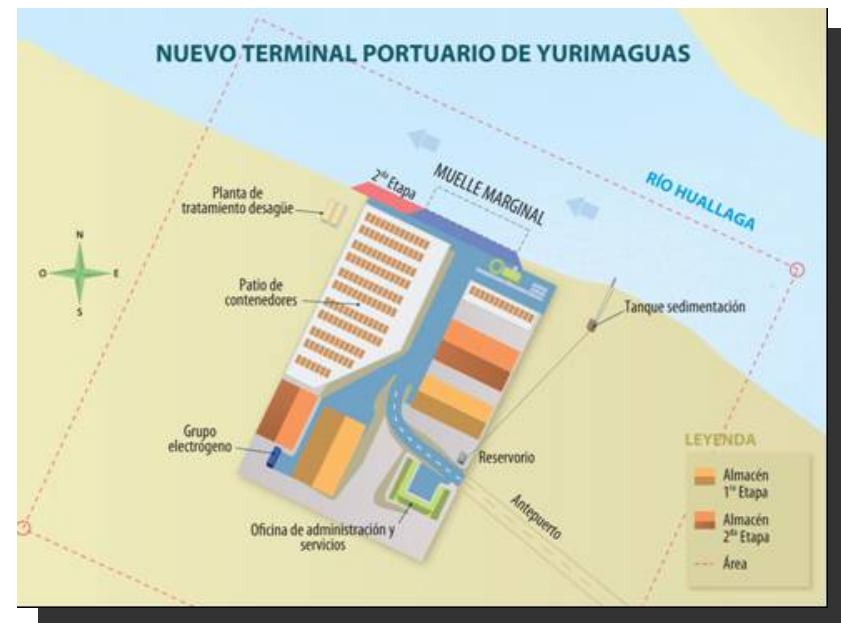 NUEVO TERMINAL PORTUARIO DE YURIMAGUAS
2da Etapa
MUELLE MARGINAL
RÍO HUALLAGA
Planta de
tratamiento desagüe
N
O
E
S
Patio de
contenedores
Tanque sedimentación
Grupo
electrógeno
Reservorio
Antepuerto
Oficina de administración y
servicios
LEYENDA
Almacén
1ra Etapa
Almacén
2da Etapa
Área